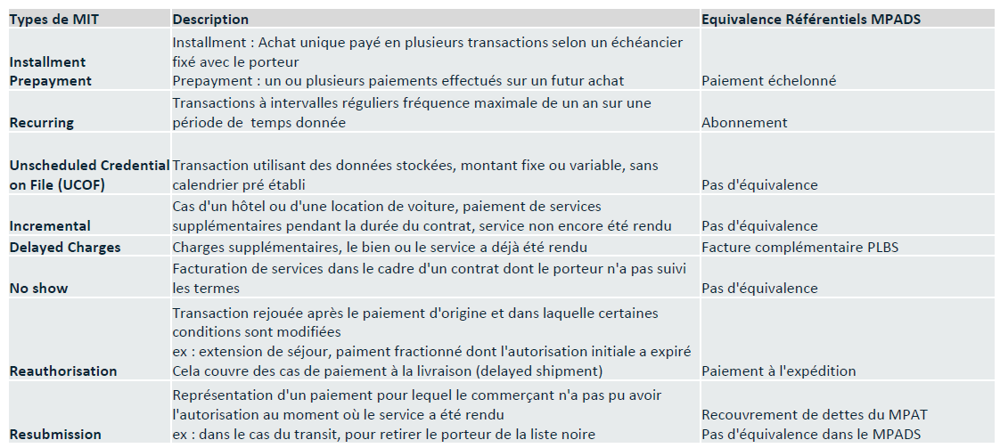 Types de MIT Description Equivalence Référentiels MPADS
Installment : Achat unique payé en plusieurs transactions selon un échéancier
Installment fixé avec le porteur
Prepayment Prepayment : un ou plusieurs paiements effectués sur un futur achat Paiement échelonné
Transactions à intervalles réguliers fréquence maximale de un an sur une
Recurring période de temps donnée Abonnement
Unscheduled Credential Transaction utilisant des données stockées, montant fixe ou variable, sans
on File (UCOF) calendrier pré établi Pas d'équivalence
Cas d'un hôtel ou d'une location de voiture, paiement de services
Incremental supplémentaires pendant la durée du contrat, service non encore été rendu Pas d'équivalence
Delayed Charges Charges supplémentaires, le bien ou le service a déjà été rendu Facture complémentaire PLBS
Facturation de services dans le cadre d'un contrat dont le porteur n'a pas suivi
No show les termes Pas d'équivalence
Transaction rejouée après le paiement d'origine et dans laquelle certaines
conditions sont modifiées
ex : extension de séjour, paiment fractionné dont l'autorisation initiale a expiré
Reauthorisation Cela couvre des cas de paiement à la livraison (delayed shipment) Paiement à l'expédition
Représentation d'un paiement pour lequel le commerçant n'a pas pu avoir
l'autorisation au moment où le service a été rendu Recouvrement de dettes du MPAT
Resubmission ex : dans le cas du transit, pour retirer le porteur de la liste noire Pas d'équivalence dans le MPADS